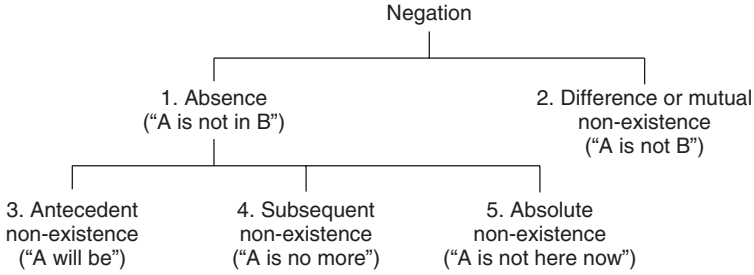 Negation
1. Absence
(“A is not in B”)
2. Difference or mutual
non-existence
(“A is not B”)
3. Antecedent
non-existence
(“A will be”)
4. Subsequent
non-existence
(“A is no more”)
5. Absolute
non-existence
(“A is not here now”)